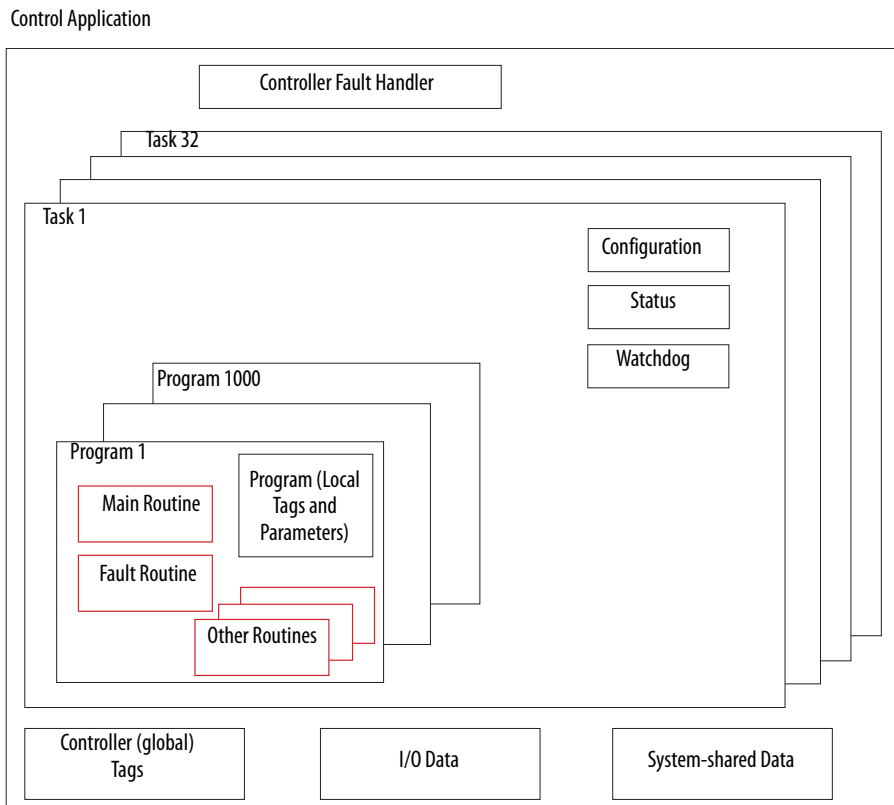 Control Application
Controller Fault Handler
Task 32
Task 1
Configuration
Status
Watchdog
Program 1000
Program 1
Main Routine
Program (Local
Tags and
Parameters)
Fault Routine
Other Routines
Controller (global)
Tags
I/O Data
System-shared Data